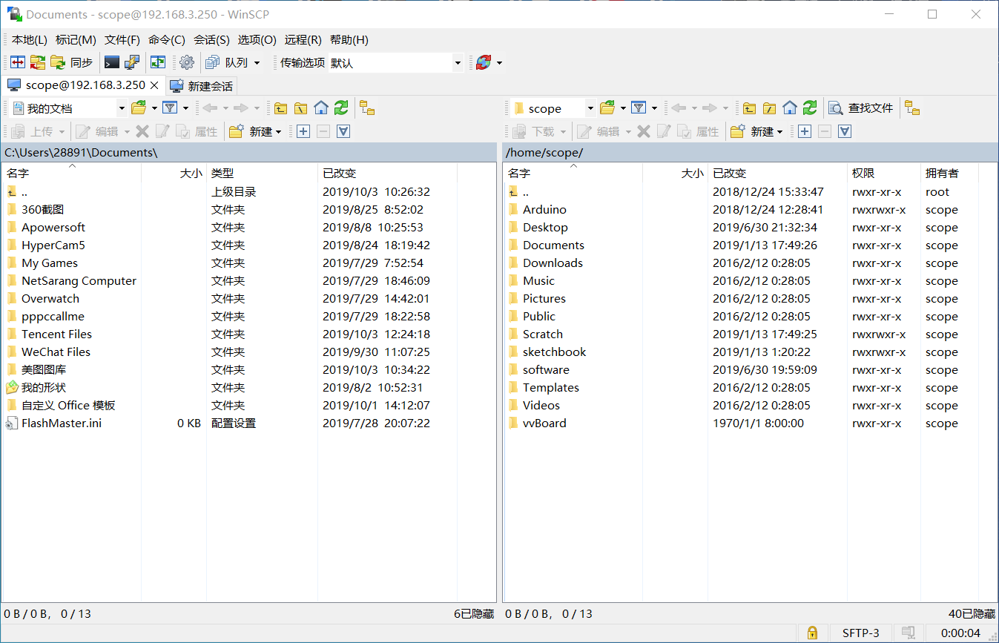 Documents - scope@192.168.3.250 - WinSCP
本地(L) 标记(M) 文件(F) 命令(C) 会话(S) 选项(O) 远程(R) 帮助(H)
同步 队列 传输选项 默认
scope@192.168.3.250 新建会话
我的文档 scope 查找文件
上传 编辑 属性 新建 下载 编辑 属性 新建
C:\Users\28891\Documents\ /home/scope/
名字 大小 类型 已改变 名字 大小 已改变 权限 拥有者
.. 上级目录 2019/10/3 10:26:32 .. 2018/12/24 15:33:47 rwxr-xr-x root
360截图 文件夹 2019/8/25 8:52:02 Arduino 2018/12/24 12:28:41 rwxrwxr-x scope
Apowersoft 文件夹 2019/8/8 10:25:53 Desktop 2019/6/30 21:32:34 rwxr-xr-x scope
HyperCam5 文件夹 2019/8/24 18:19:42 Documents 2019/1/13 17:49:26 rwxr-xr-x scope
My Games 文件夹 2019/7/29 7:52:54 Downloads 2016/2/12 0:28:05 rwxr-xr-x scope
NetSarang Computer 文件夹 2019/7/29 18:46:09 Music 2016/2/12 0:28:05 rwxr-xr-x scope
Overwatch 文件夹 2019/7/29 14:42:01 Pictures 2016/2/12 0:28:05 rwxr-xr-x scope
pppccallme 文件夹 2019/7/29 18:22:58 Public 2016/2/12 0:28:05 rwxr-xr-x scope
Tencent Files 文件夹 2019/10/3 12:24:18 Scratch 2019/1/13 17:49:25 rwxrwxr-x scope
WeChat Files 文件夹 2019/9/30 11:07:25 sketchbook 2019/1/13 1:20:22 rwxrwxr-x scope
美图图库 文件夹 2019/10/3 10:34:22 software 2019/6/30 19:59:09 rwxr-xr-x scope
我的形状 文件夹 2019/8/2 10:52:31 Templates 2016/2/12 0:28:05 rwxr-xr-x scope
自定义 Office 模板 文件夹 2019/10/1 14:12:07 Videos 2016/2/12 0:28:05 rwxr-xr-x scope
FlashMaster.ini 0 KB 配置设置 2019/7/28 20:07:22 vvBoard 1970/1/1 8:00:00 rwxr-xr-x scope
0 B / 0 B， 0 / 13 6已隐藏 0 B / 0 B， 0 / 13 40已隐藏
SFTP-3 0:00:04